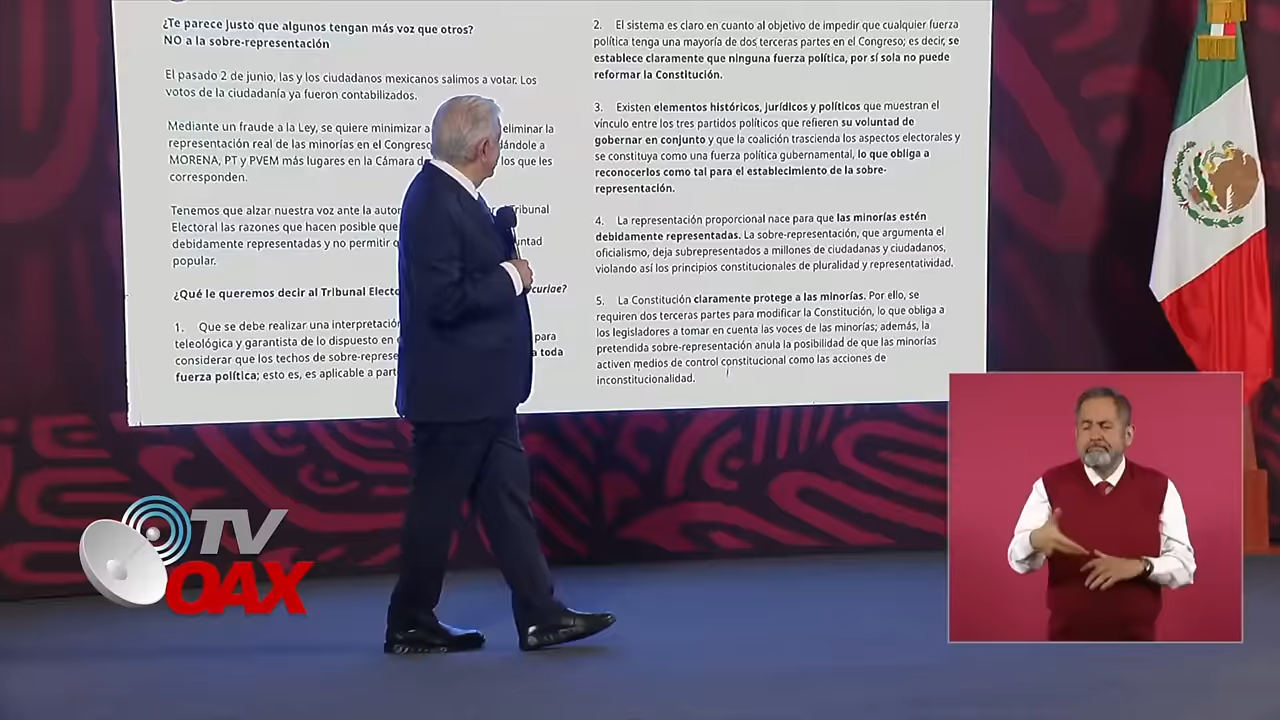 ¿Te parece justo que algunos tengan más voz que otros?
NO a la sobre-representación
El pasado 2 de junio, las y los ciudadanos mexicanos salimos a votar. Los
votos de la ciudadanía ya fueron contabilizados.
Mediante un fraude a la Ley, se quiere minimizar a eliminar la
representación real de las minorías en el Congreso ándole a
MORENA, PT y PVEM más lugares en la Cámara d los que les
corresponden.
Tenemos que alzar nuestra voz ante la autor Tribunal
Electoral las razones que hacen posible que
debidamente representadas y no permitir untad
popular.
¿Qué le queremos decir al Tribunal Electo curiae?
1. Que se debe realizar una interpretación
teleológica y garantista de lo dispuesto en para
considerar que los techos de sobre-repres a toda
fuerza política; esto es, es aplicable a part
2. El sistema es claro en cuanto al objetivo de impedir que cualquier fuerza
política tenga una mayoría de dos terceras partes en el Congreso; es decir, se
establece claramente que ninguna fuerza política, por sí sola no puede
reformar la Constitución.
3. Existen elementos históricos, jurídicos y políticos que muestran el
vínculo entre los tres partidos políticos que refieren su voluntad de
gobernar en conjunto y que la coalición trascienda los aspectos electorales y
se constituya como una fuerza política gubernamental, lo que obliga a
reconocerlos como tal para el establecimiento de la sobre-
representación.
4. La representación proporcional nace para que las minorías estén
debidamente representadas. La sobre-representación, que argumenta el
oficialismo, deja subrepresentados a millones de ciudadanas y ciudadanos,
violando así los principios constitucionales de pluralidad y representatividad.
5. La Constitución claramente protege a las minorías. Por ello, se
requieren dos terceras partes para modificar la Constitución, lo que obliga a
los legisladores a tomar en cuenta las voces de las minorías; además, la
pretendida sobre-representación anula la posibilidad de que las minorías
activen medios de control constitucional como las acciones de
inconstitucionalidad.
TV
OAX